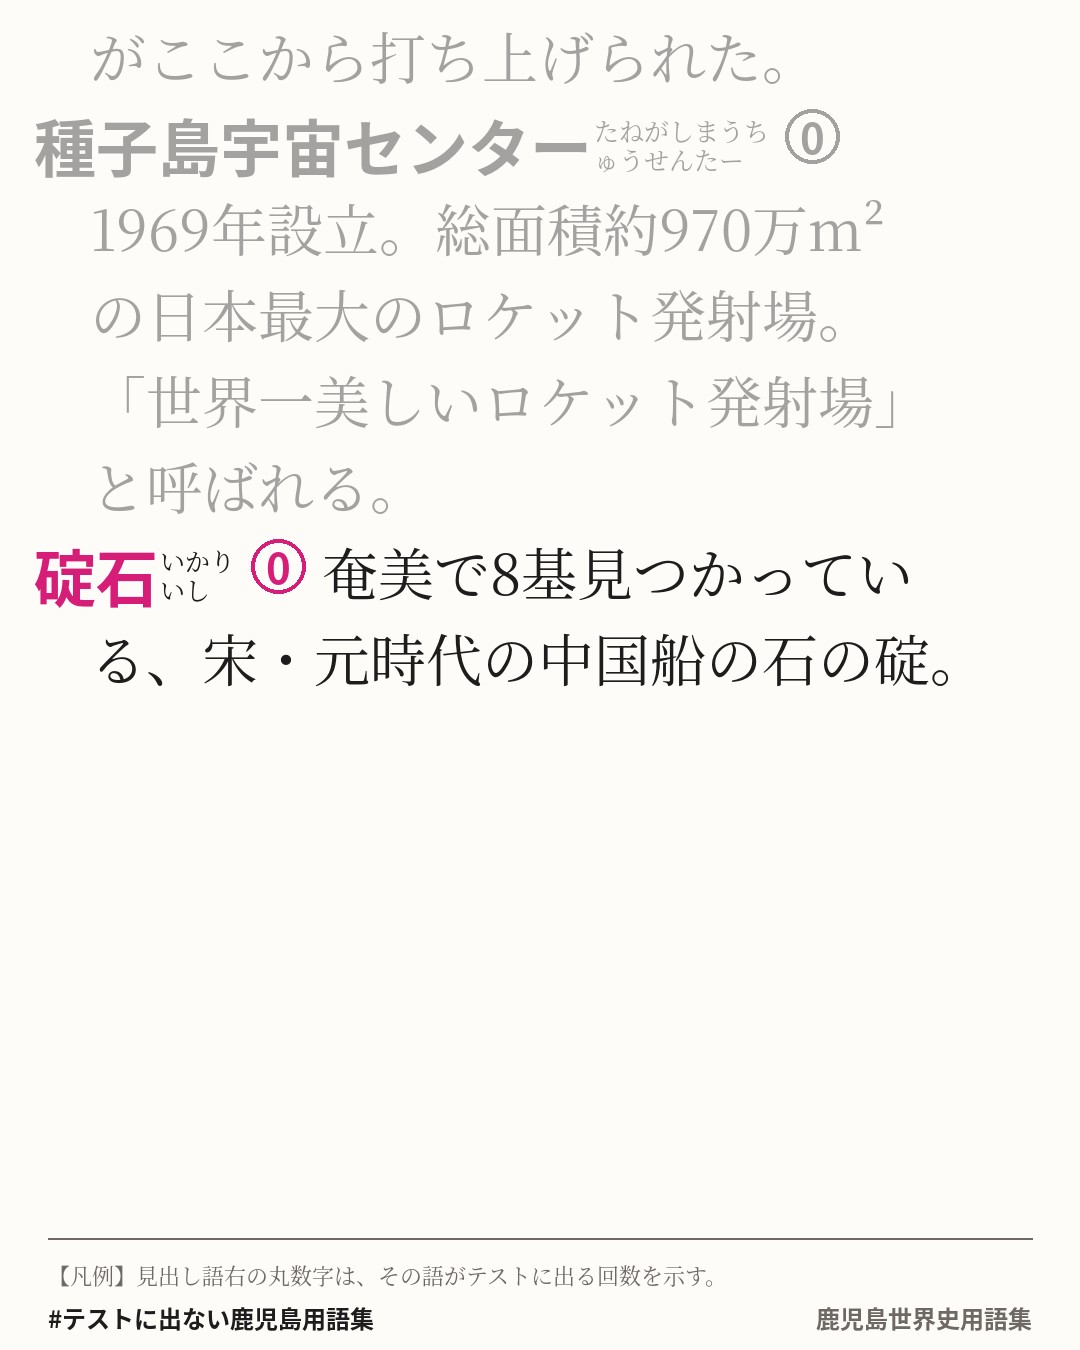 がここから打ち上げられた。
種子島宇宙センター たねがしまうちゅうせんたー ⓪
1969年設立。総面積約970万m²
の日本最大のロケット発射場。
「世界一美しいロケット発射場」
と呼ばれる。
碇石 いかりいし ⓪ 奄美で8基見つかってい
る、宋・元時代の中国船の石の碇。
【凡例】見出し語右の丸数字は、その語がテストに出る回数を示す。
#テストに出ない鹿児島用語集
鹿児島世界史用語集